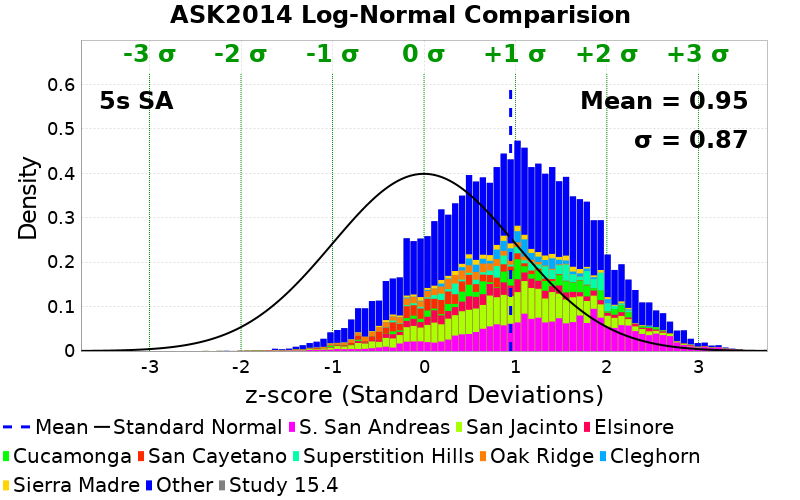 ASK2014 Log-Normal Comparision
-3 σ -2 σ -1 σ 0 σ +1 σ +2 σ +3 σ
5s SA
Mean = 0.95
σ = 0.87
Density
0.6
0.5
0.4
0.3
0.2
0.1
0
-3 -2 -1 0 1 2 3
z-score (Standard Deviations)
Mean Standard Normal S. San Andreas San Jacinto Elsinore
Cucamonga San Cayetano Superstition Hills Oak Ridge Cleghorn
Sierra Madre Other Study 15.4